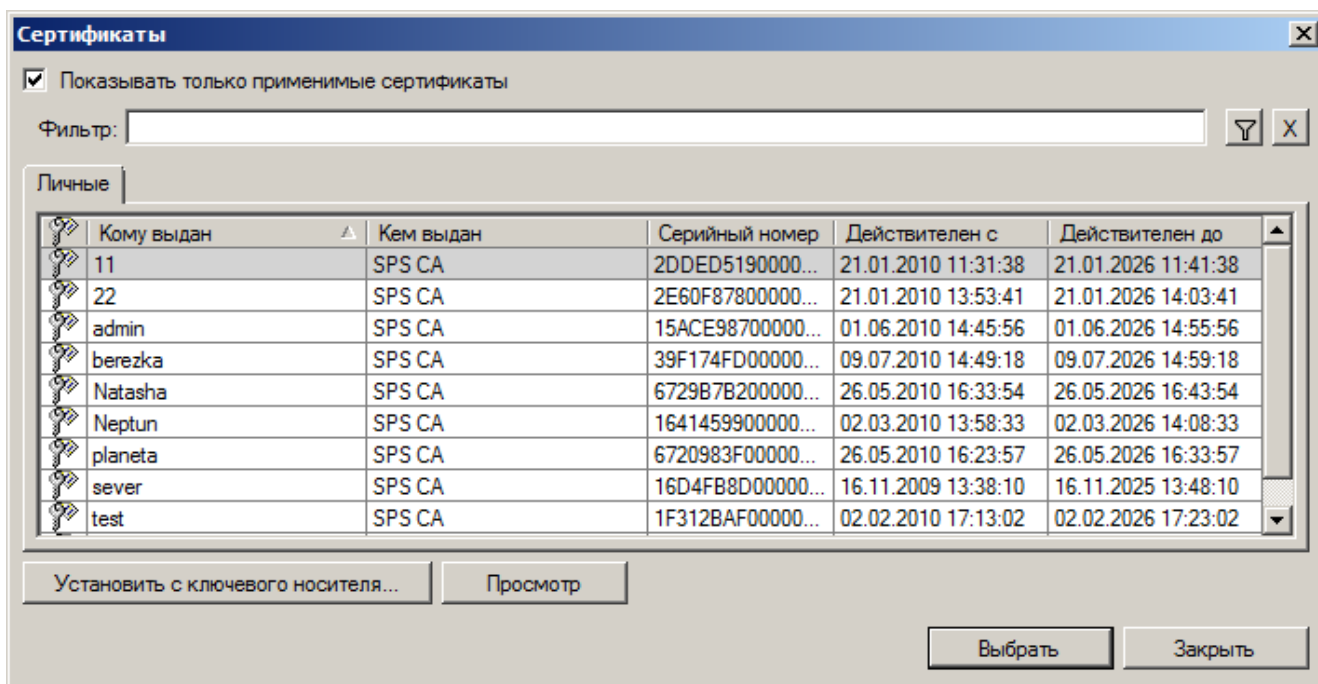 Сертификаты
Показывать только применимые сертификаты
Фильтр:
X
Личные
Кому выдан Кем выдан Серийный номер Действителен с Действителен до
11 SPS CA 2DDED5190000... 21.01.2010 11:31:38 21.01.2026 11:41:38
22 SPS CA 2E60F87800000... 21.01.2010 13:53:41 21.01.2026 14:03:41
admin SPS CA 15ACE98700000... 01.06.2010 14:45:56 01.06.2026 14:55:56
berezka SPS CA 39F174FD00000... 09.07.2010 14:49:18 09.07.2026 14:59:18
Natasha SPS CA 6729B7B200000... 26.05.2010 16:33:54 26.05.2026 16:43:54
Neptun SPS CA 1641459900000... 02.03.2010 13:58:33 02.03.2026 14:08:33
planeta SPS CA 6720983F00000... 26.05.2010 16:23:57 26.05.2026 16:33:57
sever SPS CA 16D4FB8D00000... 16.11.2009 13:38:10 16.11.2025 13:48:10
test SPS CA 1F312BAF00000... 02.02.2010 17:13:02 02.02.2026 17:23:02
Установить с ключевого носителя... Просмотр
Выбрать Закрыть